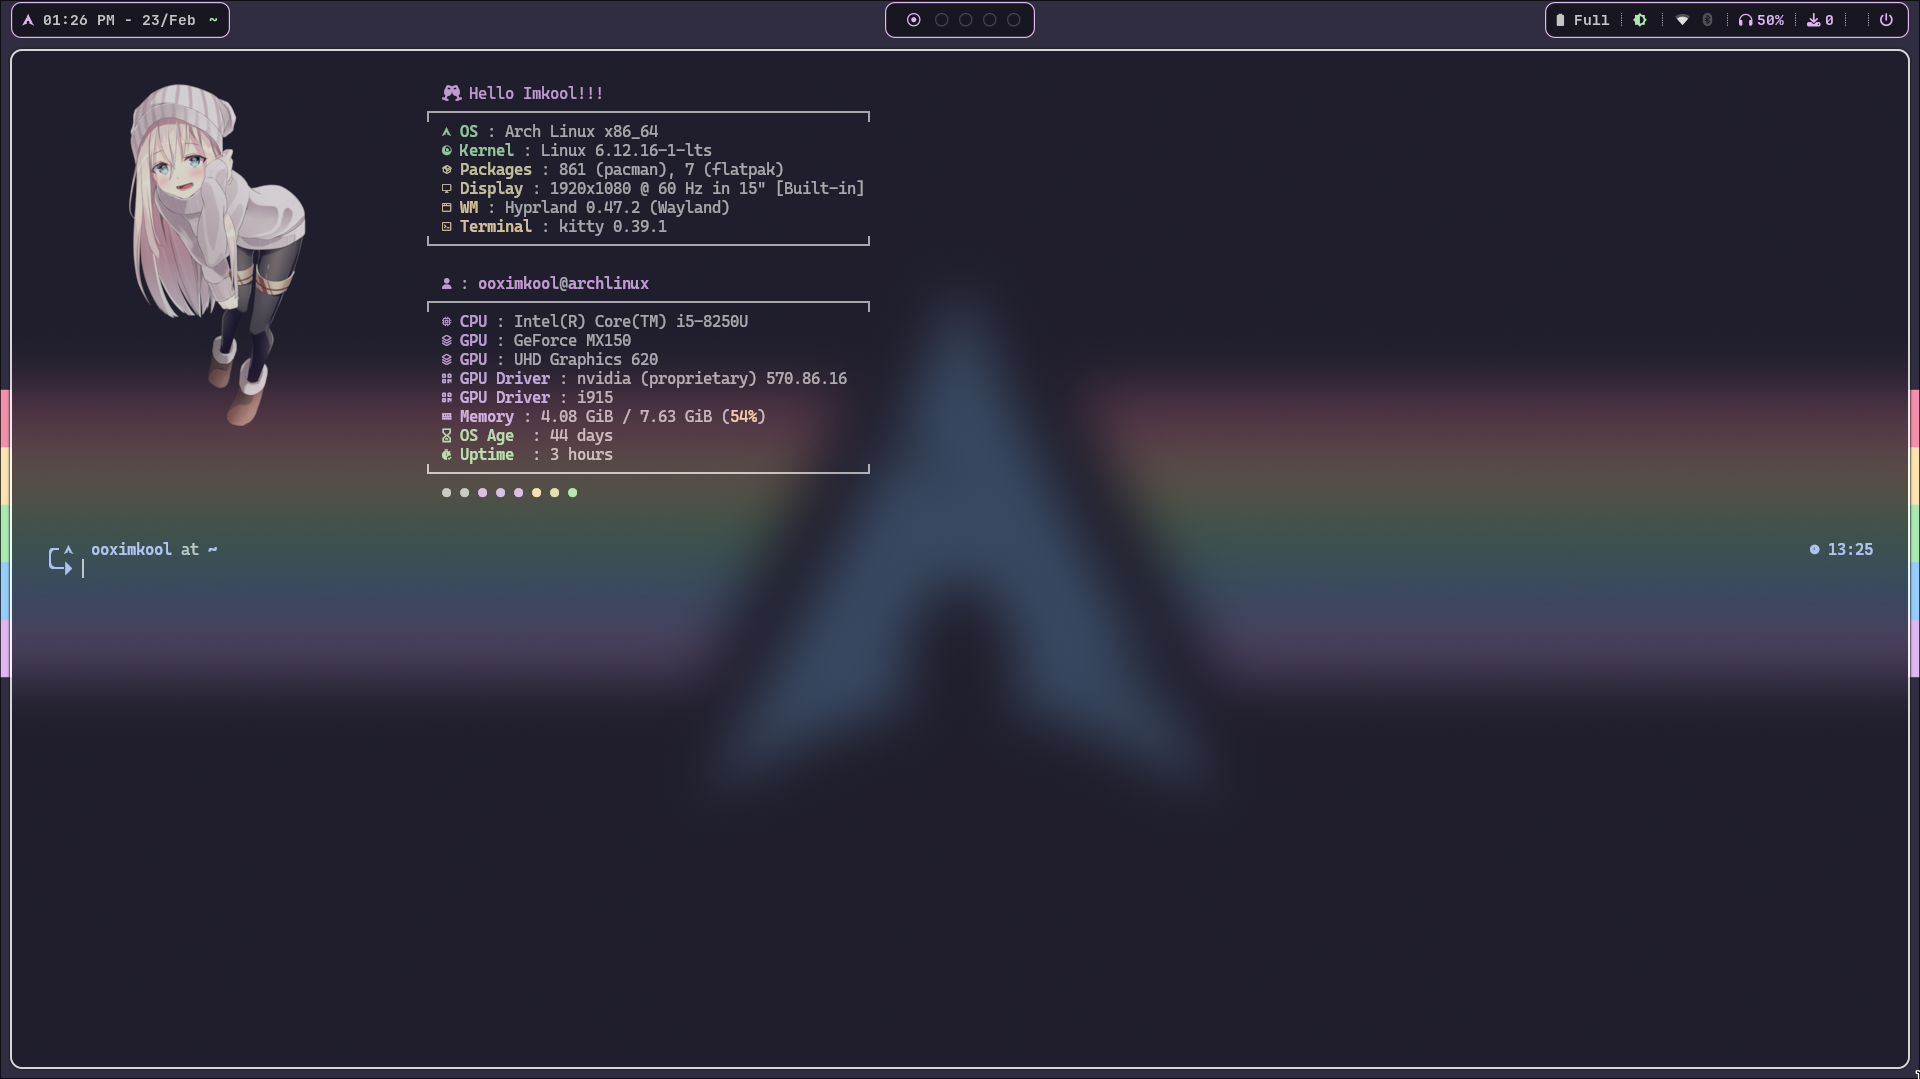 01:26 PM - 23/Feb ~
Full
50%
0
Hello Imkool!!!
OS : Arch Linux x86_64
Kernel : Linux 6.12.16-1-lts
Packages : 861 (pacman), 7 (flatpak)
Display : 1920x1080 @ 60 Hz in 15" [Built-in]
WM : Hyprland 0.47.2 (Wayland)
Terminal : kitty 0.39.1
: ooximkool@archlinux
CPU : Intel(R) Core(TM) i5-8250U
GPU : GeForce MX150
GPU : UHD Graphics 620
GPU Driver : nvidia (proprietary) 570.86.16
GPU Driver : i915
Memory : 4.08 GiB / 7.63 GiB (54%)
OS Age : 44 days
Uptime : 3 hours
ooximkool at ~
13:25